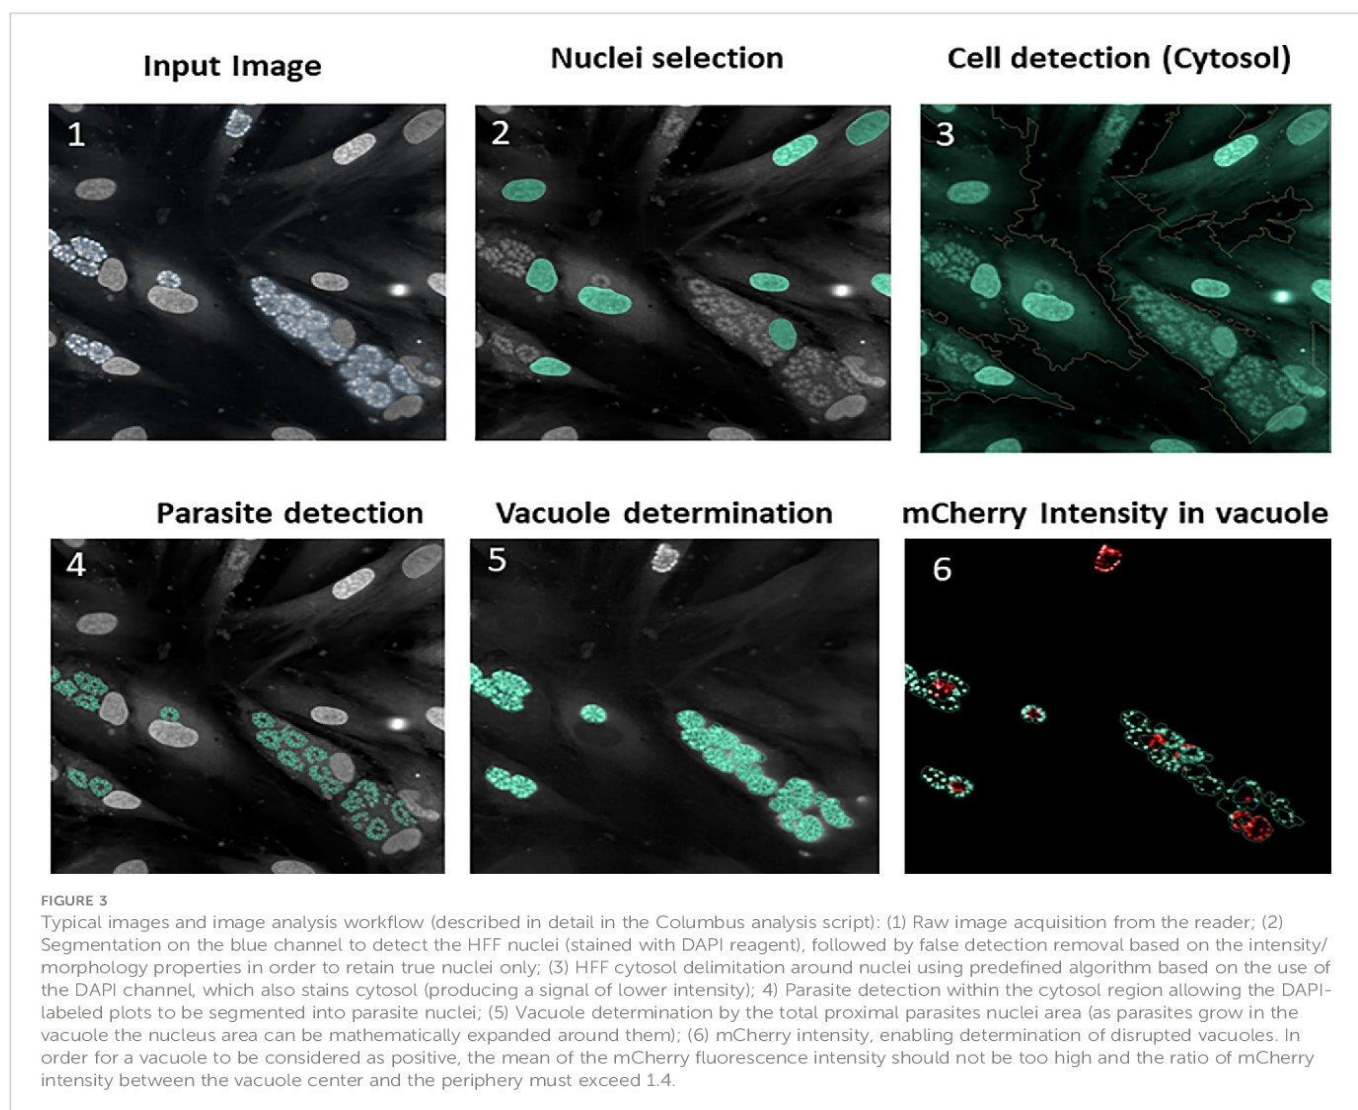 Input Image
Nuclei selection
Cell detection (Cytosol)
1
2
3
Parasite detection
Vacuole determination
mCherry Intensity in vacuole
4
5
6
FIGURE 3
Typical images and image analysis workflow (described in detail in the Columbus analysis script): (1) Raw image acquisition from the reader; (2)
Segmentation on the blue channel to detect the HFF nuclei (stained with DAPI reagent), followed by false detection removal based on the intensity/
morphology properties in order to retain true nuclei only; (3) HFF cytosol delimitation around nuclei using predefined algorithm based on the use of
the DAPI channel, which also stains cytosol (producing a signal of lower intensity); 4) Parasite detection within the cytosol region allowing the DAPI-
labeled plots to be segmented into parasite nuclei; (5) Vacuole determination by the total proximal parasites nuclei area (as parasites grow in the
vacuole the nucleus area can be mathematically expanded around them); (6) mCherry intensity, enabling determination of disrupted vacuoles. In
order for a vacuole to be considered as positive, the mean of the mCherry fluorescence intensity should not be too high and the ratio of mCherry
intensity between the vacuole center and the periphery must exceed 1.4.